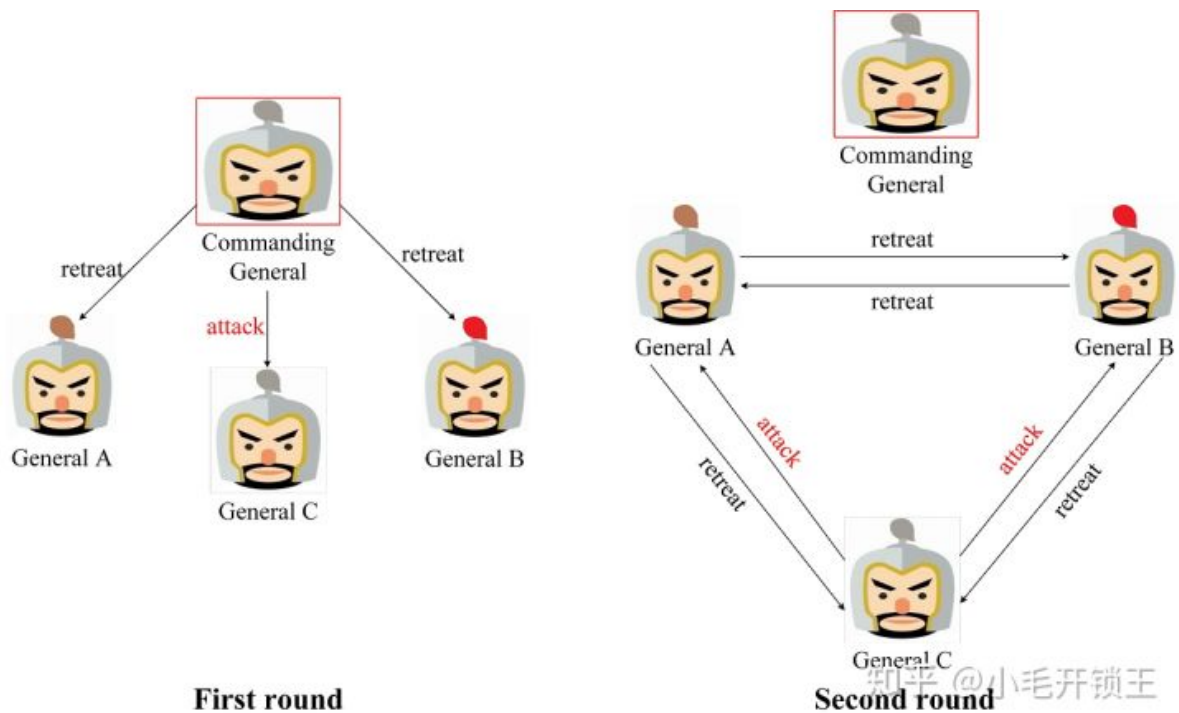 Commanding
General
retreat
retreat
attack
General A
General B
General C
First round
Commanding
General
retreat
retreat
General A
General B
attack
retreat
attack
retreat
General C
Second round
知乎 @小毛开锁王